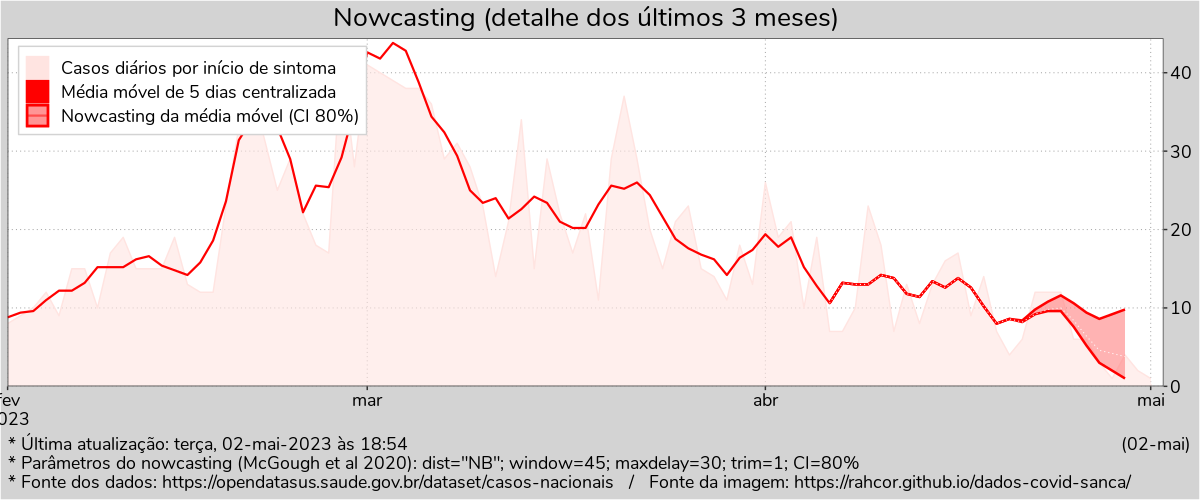 Nowcasting (detalhe dos últimos 3 meses)
Casos diários por início de sintoma
Média móvel de 5 dias centralizada
Nowcasting da média móvel (CI 80%)
40
30
20
10
0
fev
mar
abr
mai
023
* Última atualização: terça, 02-mai-2023 às 18:54
(02-mai)
* Parâmetros do nowcasting (McGough et al 2020): dist="NB"; window=45; maxdelay=30; trim=1; CI=80%
* Fonte dos dados: https://opendatasus.saude.gov.br/dataset/casos-nacionais / Fonte da imagem: https://rahcor.github.io/dados-covid-sanca/